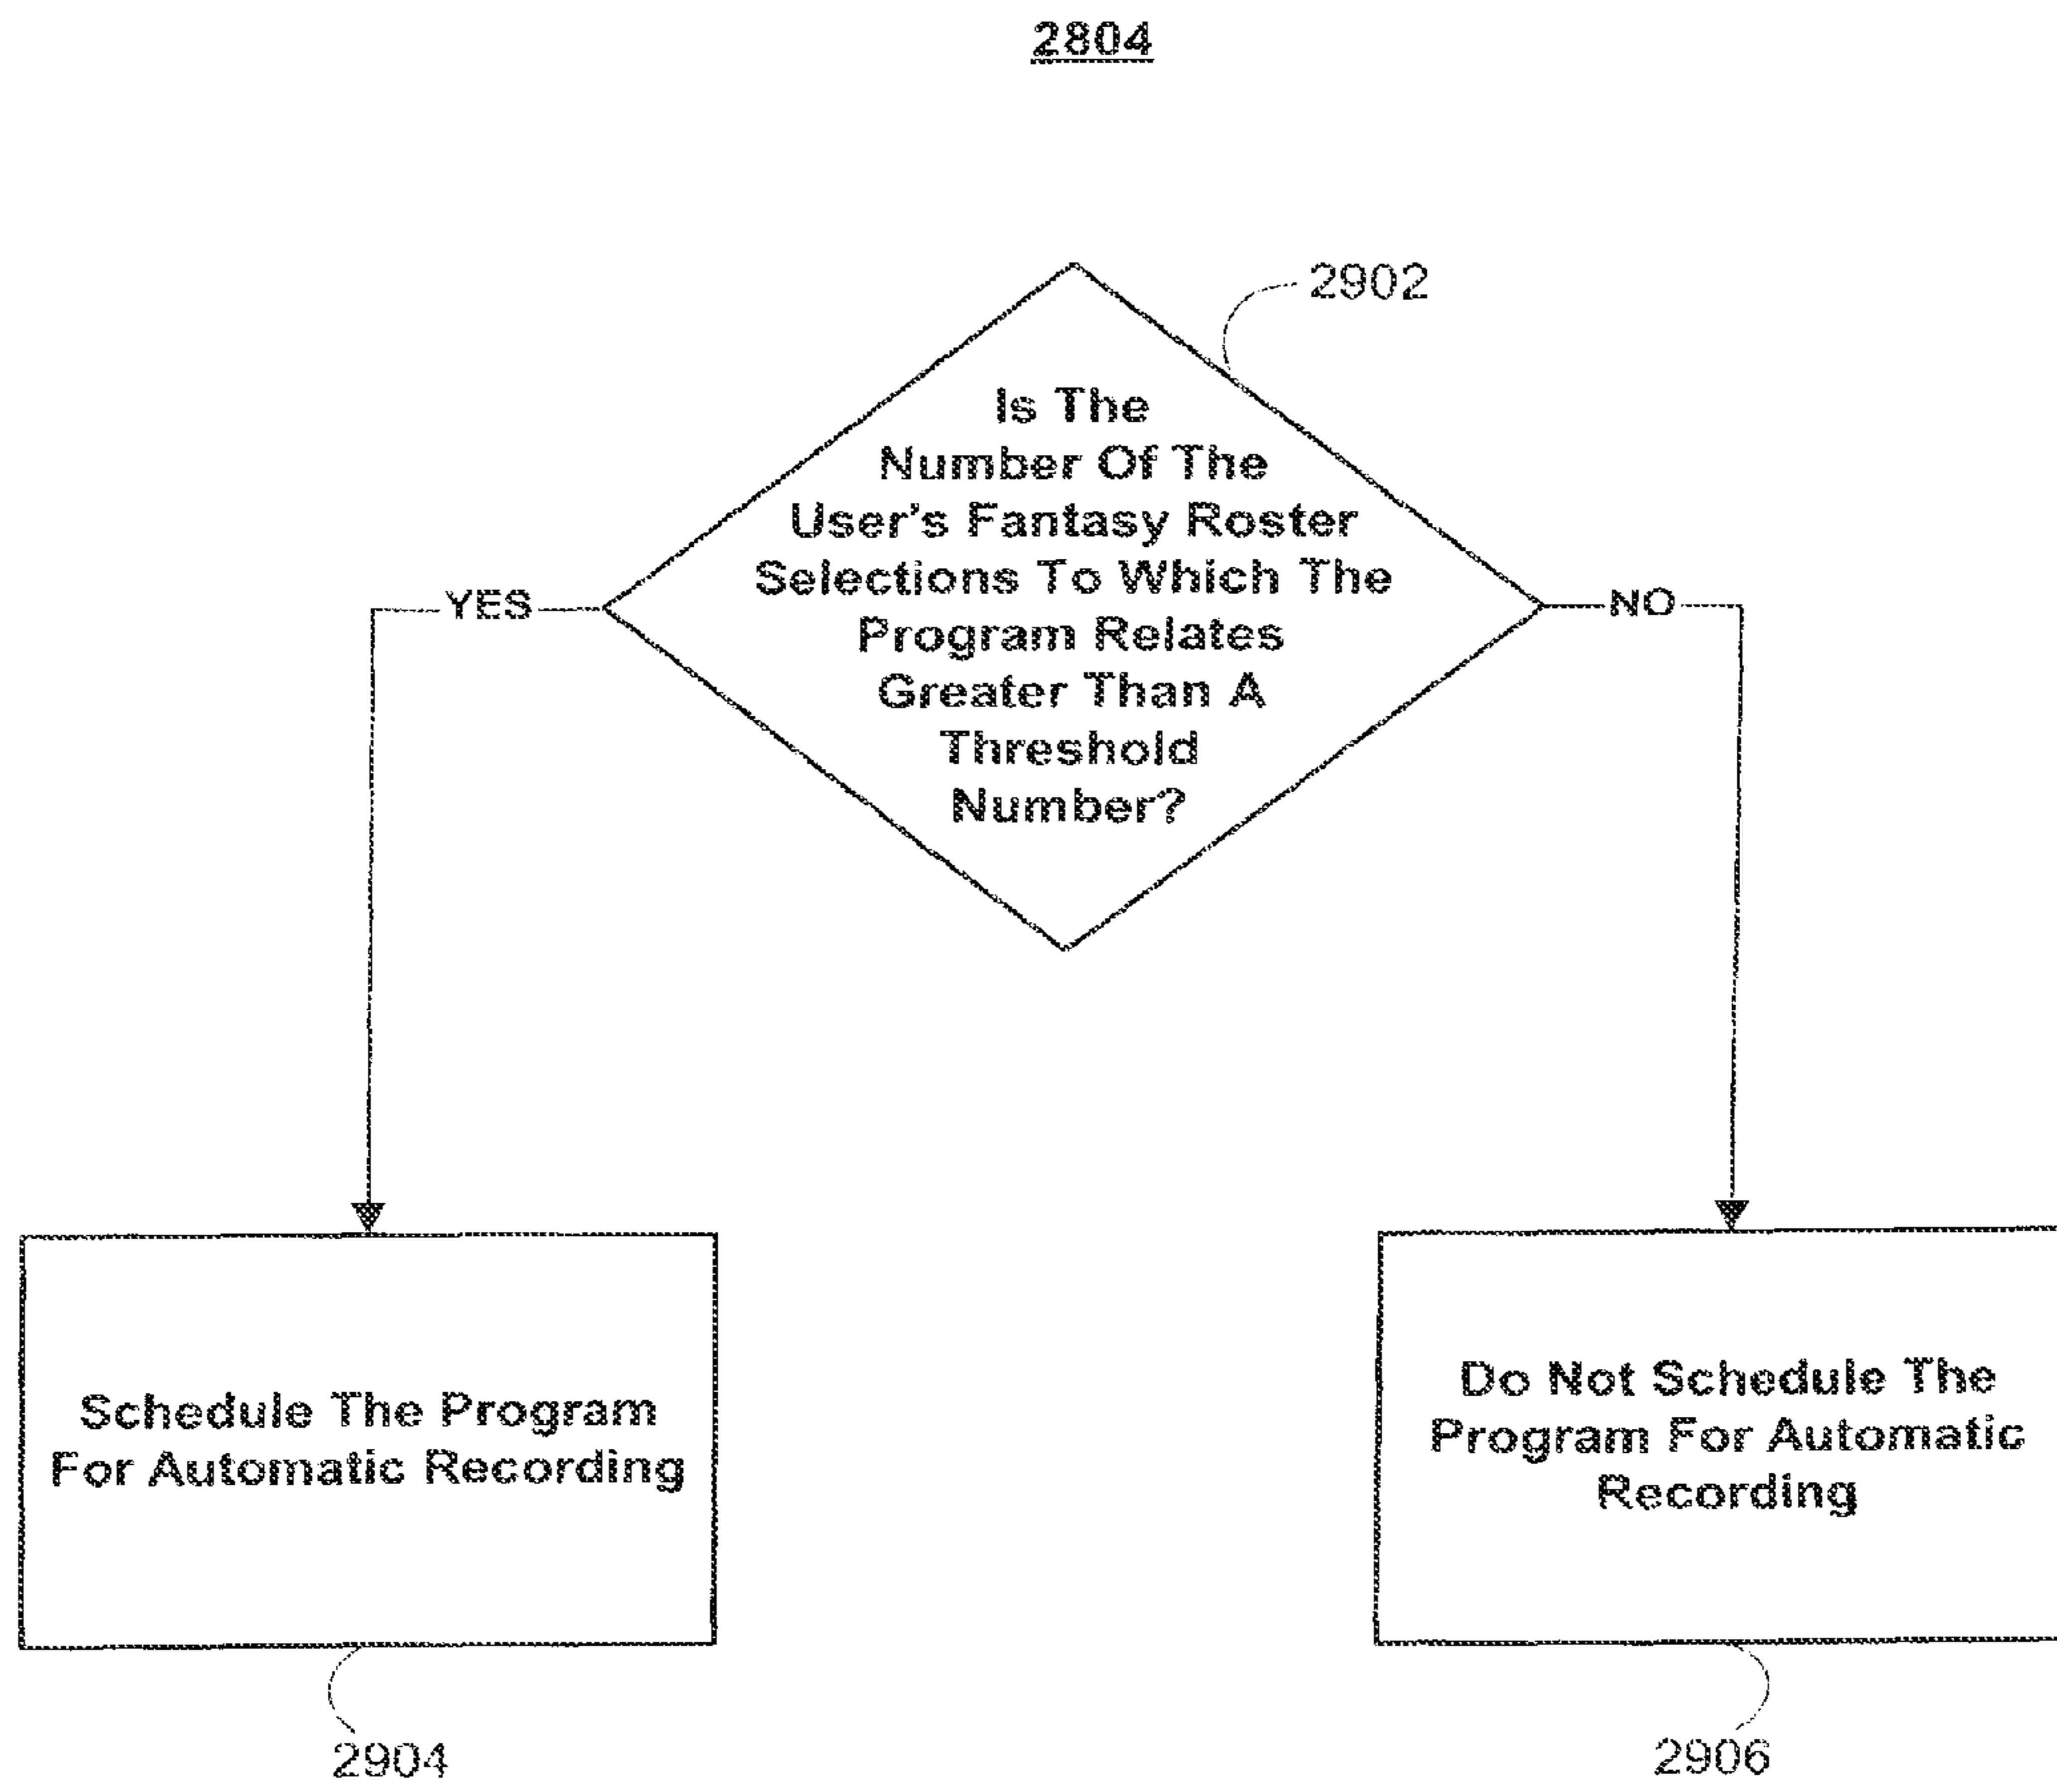 2804
2902
Is The
Number Of The
User's Fantasy Roster
Selections To Which The
Program Relates
Greater Than A
Threshold
Number?
YES
NO
Schedule The Program
For Automatic Recording
Do Not Schedule The
Program For Automatic
Recording
2904
2906